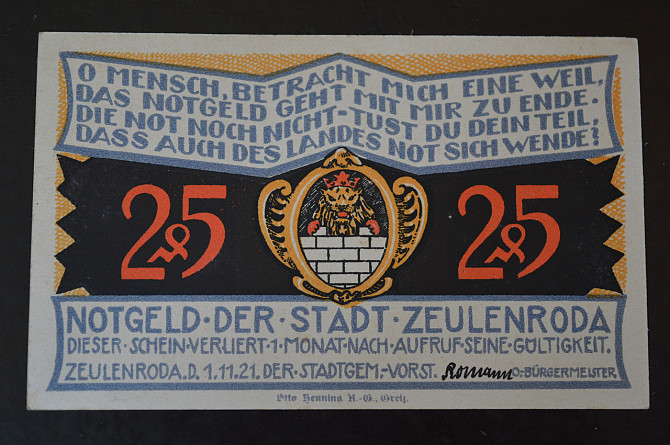 O MENSCH, BETRACHT MICH EINE WEIL,
DAS NOTGELD GEHT MIT MIR ZU ENDE.
DIE NOT NOCH NICHT-TUST DU DEIN TEIL,
DASS AUCH DES LANDES NOT SICH WENDE?
25 25
NOTGELD·DER·STADT·ZEULENRODA
DIESER·SCHEIN·VERLIERT·1·MONAT·NACH·AUFRUF·SEINE·GÜLTIGKEIT.
ZEULENRODA.D.1.11.21.DER STADTGEM.-VORST. Romann O.-BÜRGERMEISTER
Otto Henning A.-G., Greiz.